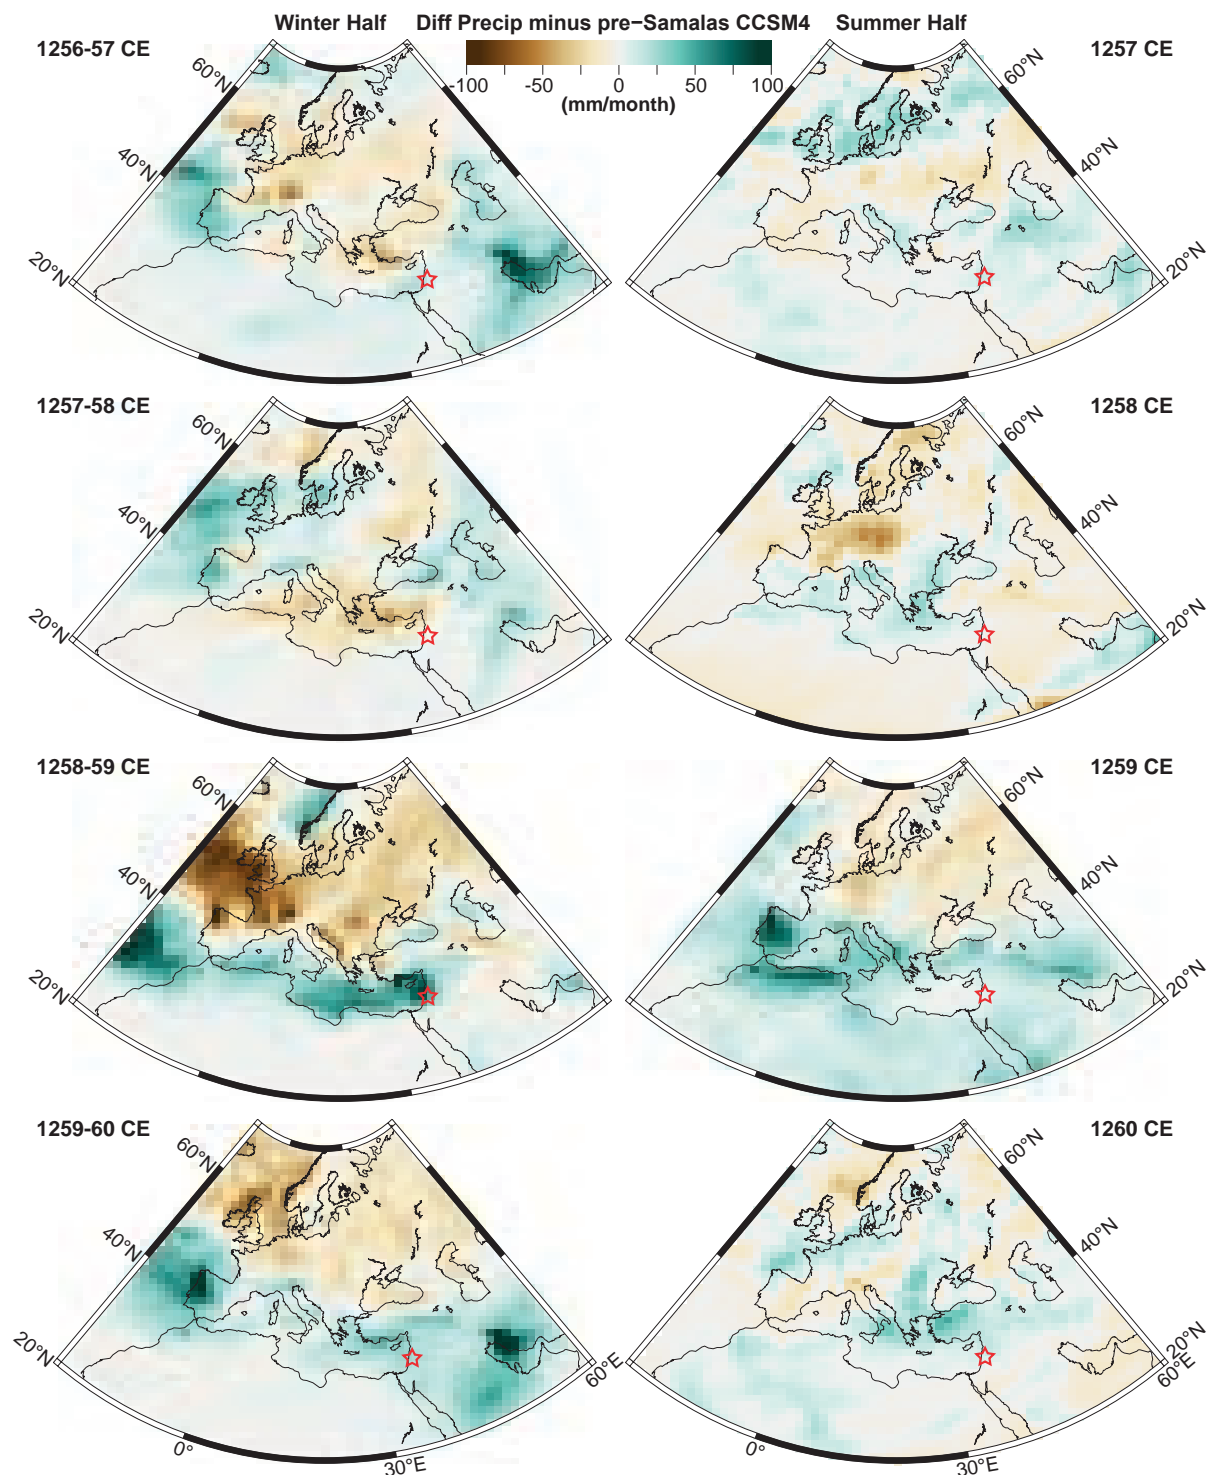 Winter Half Diff Precip minus pre−Samalas CCSM4 Summer Half
-100 -50 0 50 100
(mm/month)
1256-57 CE
60°N
40°N
20°N
1257 CE
60°N
40°N
20°N
1257-58 CE
60°N
40°N
20°N
1258 CE
60°N
40°N
20°N
1258-59 CE
60°N
40°N
20°N
1259 CE
60°N
40°N
20°N
1259-60 CE
60°N
40°N
20°N
0°
30°E
60°E
1260 CE
60°N
40°N
20°N
60°E
0°
30°E